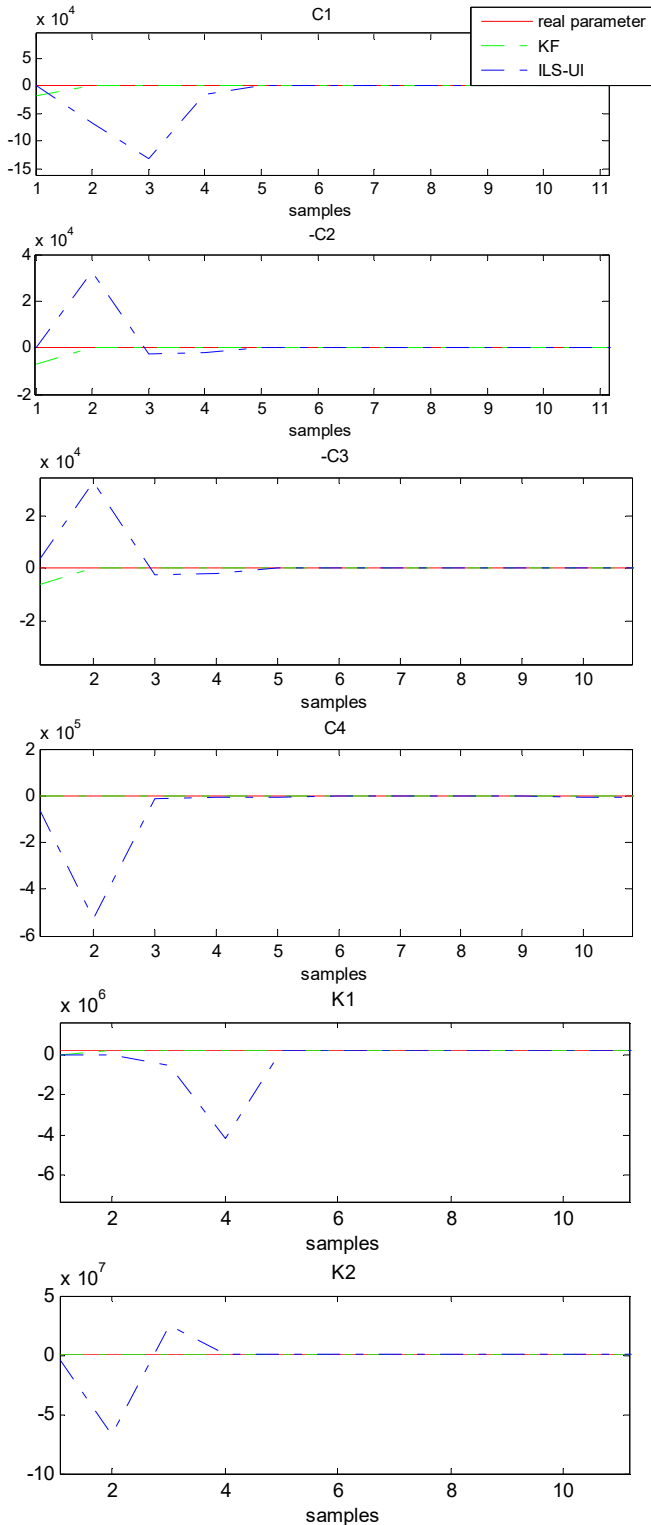 C1
x 10^4
real parameter
KF
ILS-UI
5
0
-5
-10
-15
1 2 3 4 5 6 7 8 9 10 11
samples
-C2
x 10^4
4
2
0
-2
1 2 3 4 5 6 7 8 9 10 11
samples
-C3
x 10^4
2
0
-2
2 3 4 5 6 7 8 9 10
samples
C4
x 10^5
2
0
-2
-4
-6
2 3 4 5 6 7 8 9 10
samples
K1
x 10^6
0
-2
-4
-6
2 4 6 8 10
samples
K2
x 10^7
5
0
-5
-10
2 4 6 8 10
samples